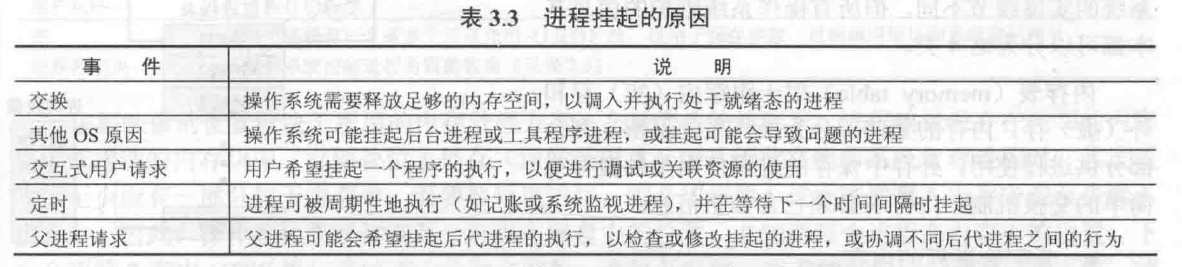 表 3.3 进程挂起的原因
事 件 说 明
交换 操作系统需要释放足够的内存空间，以调入并执行处于就绪态的进程
其他 OS 原因 操作系统可能挂起后台进程或工具程序进程，或挂起可能会导致问题的进程
交互式用户请求 用户希望挂起一个程序的执行，以便进行调试或关联资源的使用
定时 进程可被周期性地执行（如记账或系统监视进程），并在等待下一个时间间隔时挂起
父进程请求 父进程可能会希望挂起后代进程的执行，以检查或修改挂起的进程，或协调不同后代进程之间的行为